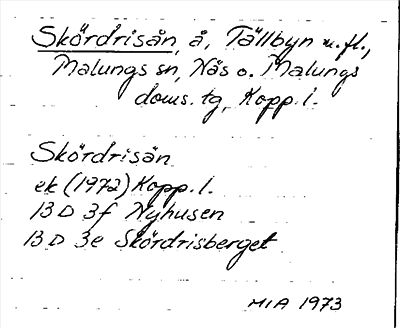 Skördrisån, å, Tällbyn m.fl.,
Malungs sn, Näs o. Malungs
doms. tg, Kopp. l.
Skördrisån
ek (1972) Kopp. l.
13 D 3f Nyhusen
13 D 3e Skördrisberget
MIA 1973